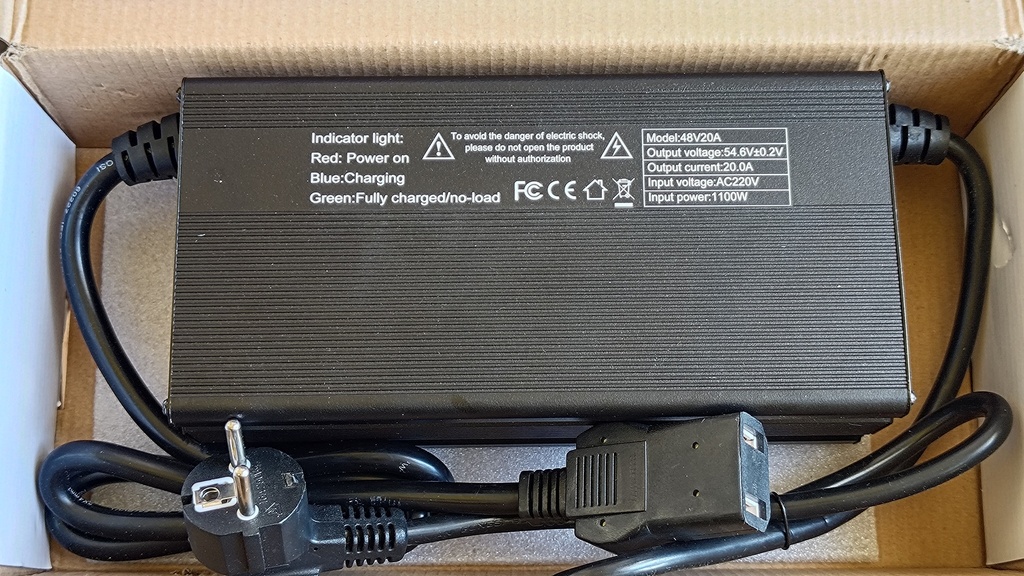 Indicator light:
Red: Power on
Blue:Charging
Green:Fully charged/no-load
To avoid the danger of electric shock,
please do not open the product
without authorization
FC CE
Model:48V20A
Output voltage:54.6V±0.2V
Output current:20.0A
Input voltage:AC220V
Input power:1100W